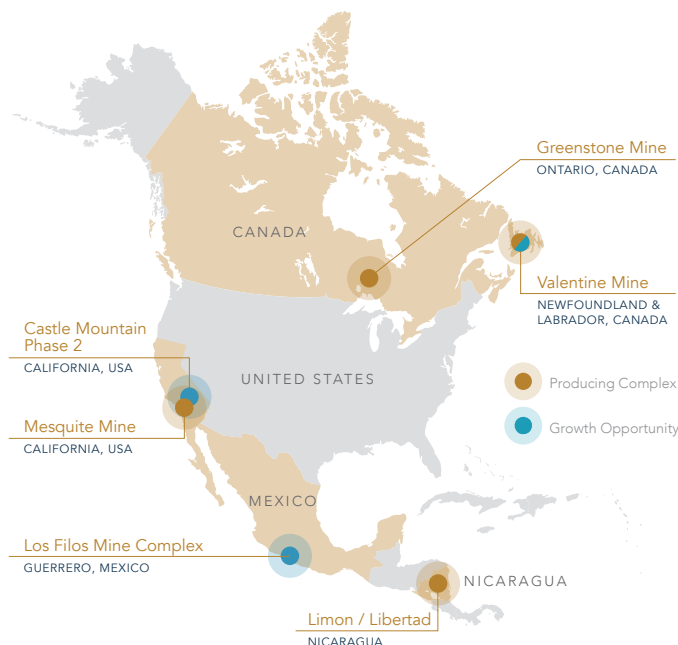 Greenstone Mine
ONTARIO, CANADA
CANADA
Valentine Mine
NEWFOUNDLAND &
LABRADOR, CANADA
Castle Mountain
Phase 2
CALIFORNIA, USA
UNITED STATES
Producing Complex
Growth Opportunity
Mesquite Mine
CALIFORNIA, USA
MEXICO
Los Filos Mine Complex
GUERRERO, MEXICO
NICARAGUA
Limon / Libertad
NICARAGUA